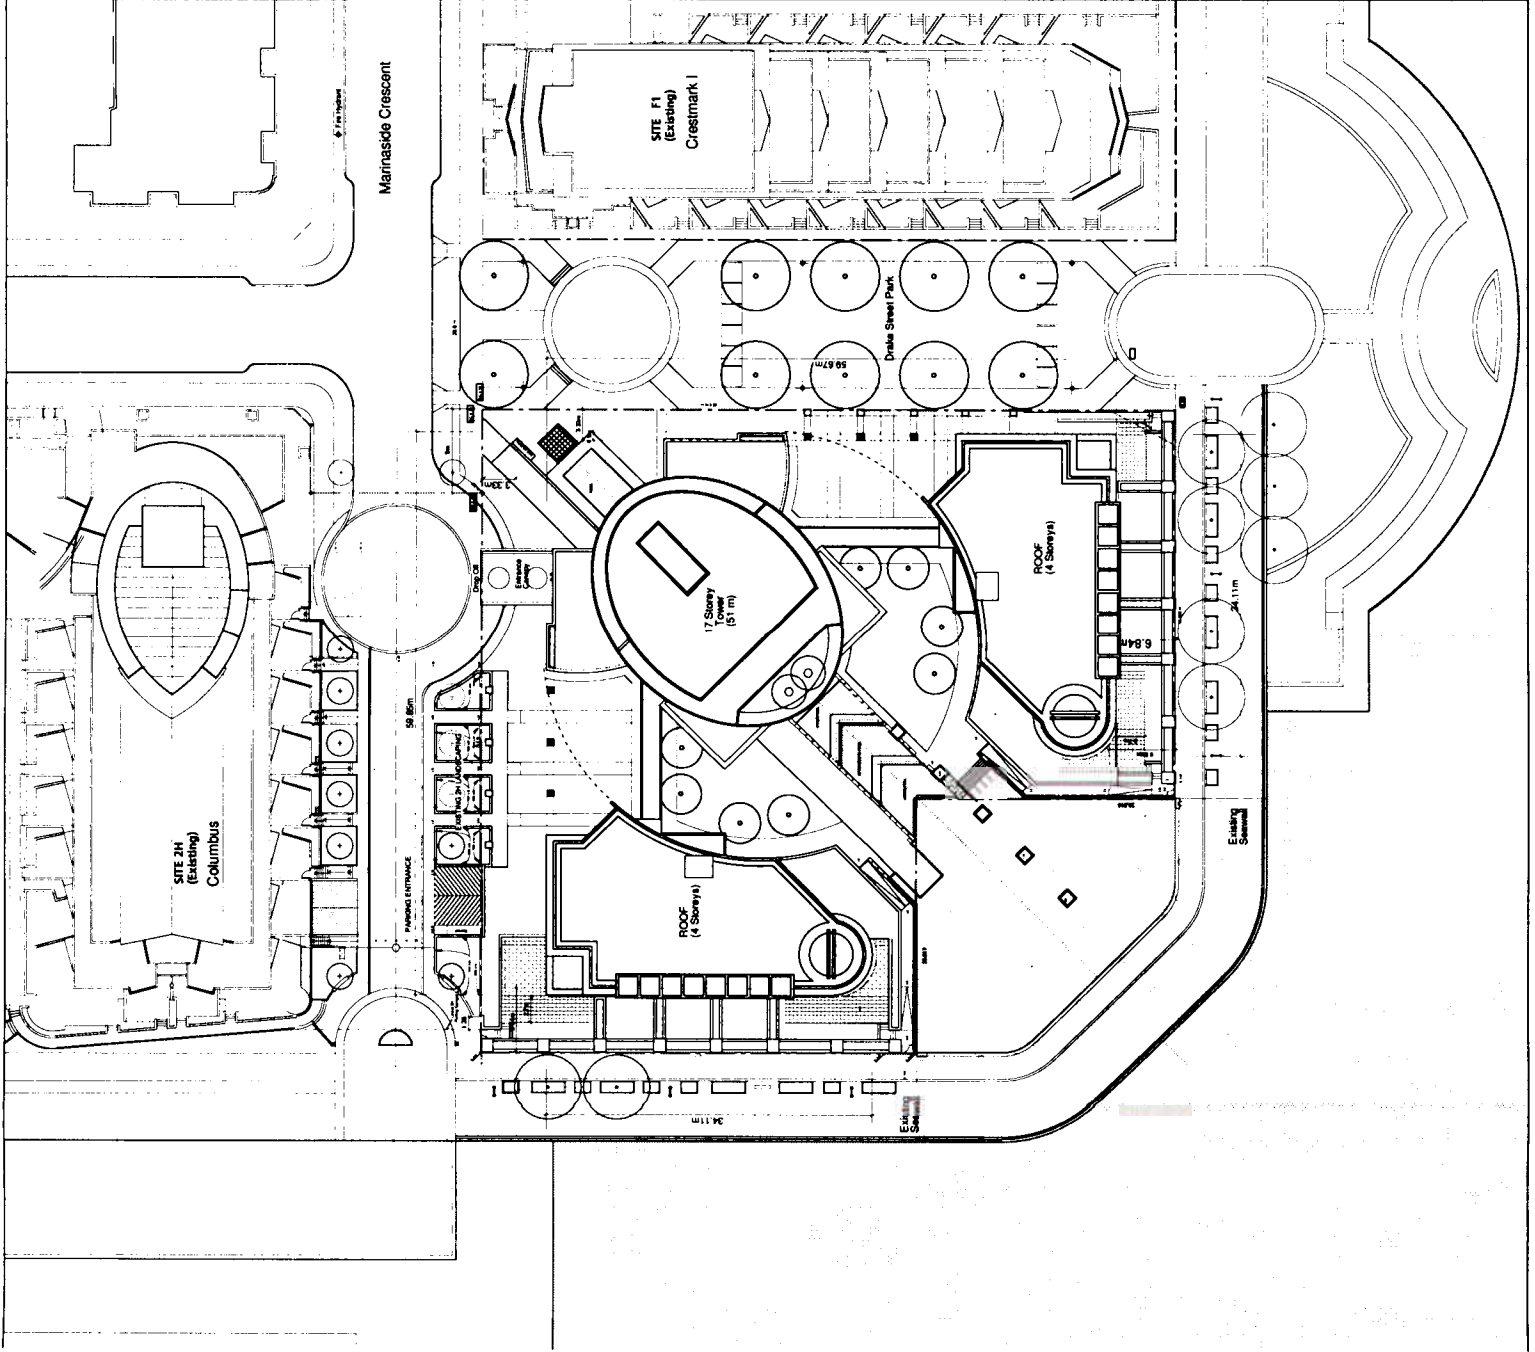 Marinaside Crescent
Fire Hydrant
SITE F1
(Existing)
Crestmark I
Drake Street Park
59.67m
3.33m
Drop Off
Entrance
Canopy
17 Storey
Tower
(51 m)
ROOF
(4 Storeys)
6.84m
34.11m
59.85m
EXISTING 2H LANDSCAPING
PARKING ENTRANCE
SITE 2H
(Existing)
Columbus
ROOF
(4 Storeys)
Existing
Seawall
Existing
Seawall
34.11m